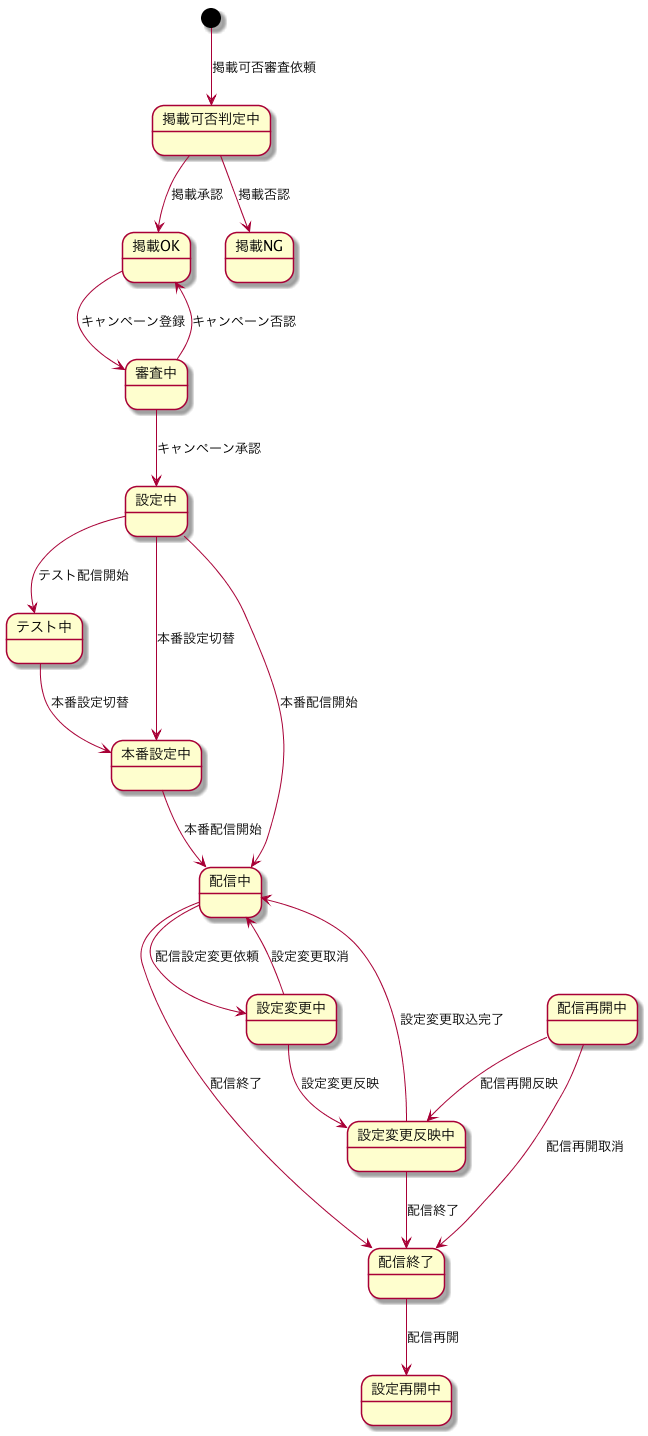 掲載可否審査依頼
掲載可否判定中
掲載承認
掲載否認
掲載OK
掲載NG
キャンペーン登録
キャンペーン否認
審査中
キャンペーン承認
設定中
テスト配信開始
テスト中
本番設定切替
本番配信開始
本番設定切替
本番設定中
本番配信開始
配信中
配信設定変更依頼
設定変更取消
設定変更中
配信再開中
設定変更取込完了
配信終了
設定変更反映
配信再開反映
設定変更反映中
配信再開取消
配信終了
配信終了
配信再開
設定再開中